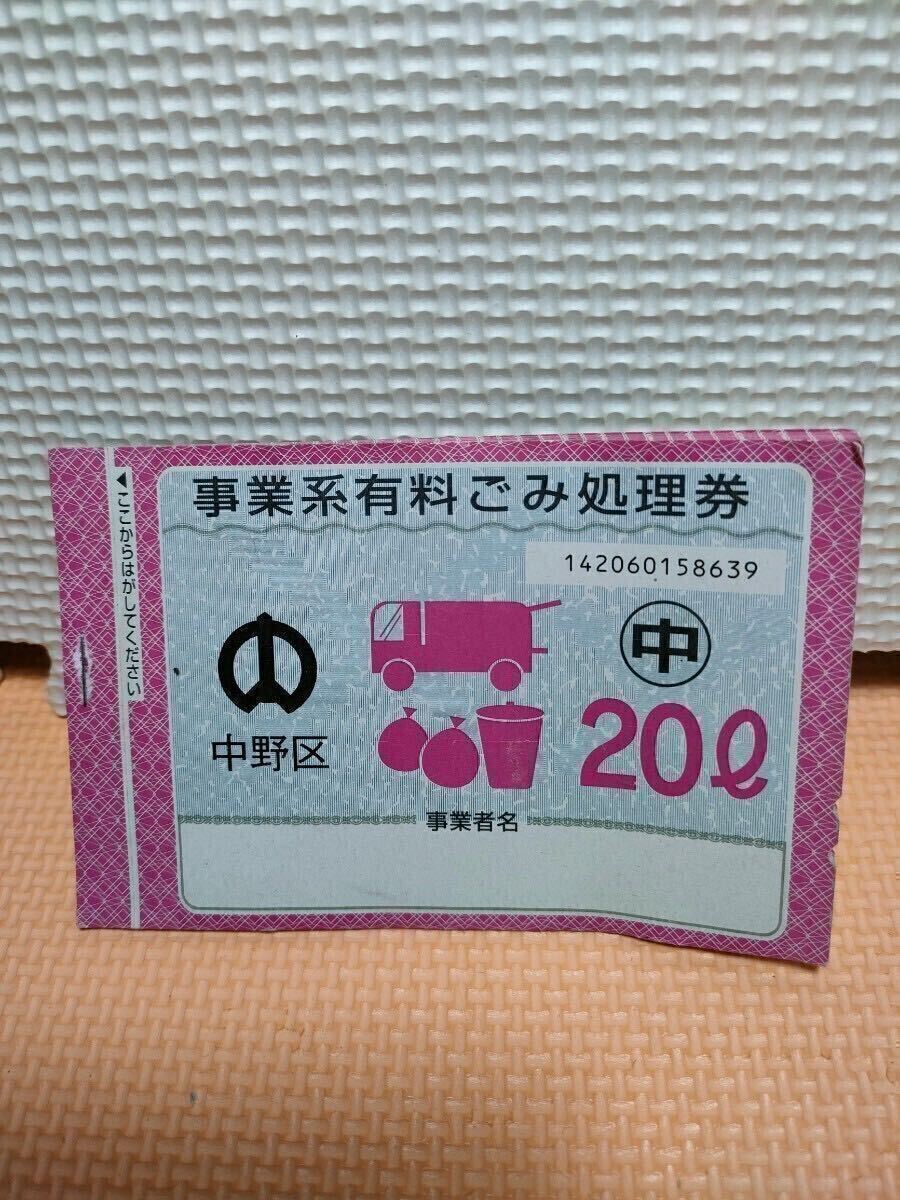 事業系有料ごみ処理券
142060158639
◀ここからはがしてください
中
中野区
20ℓ
事業者名